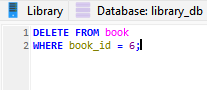 Library Database: library_db
1 DELETE FROM book
2 WHERE book_id = 6;